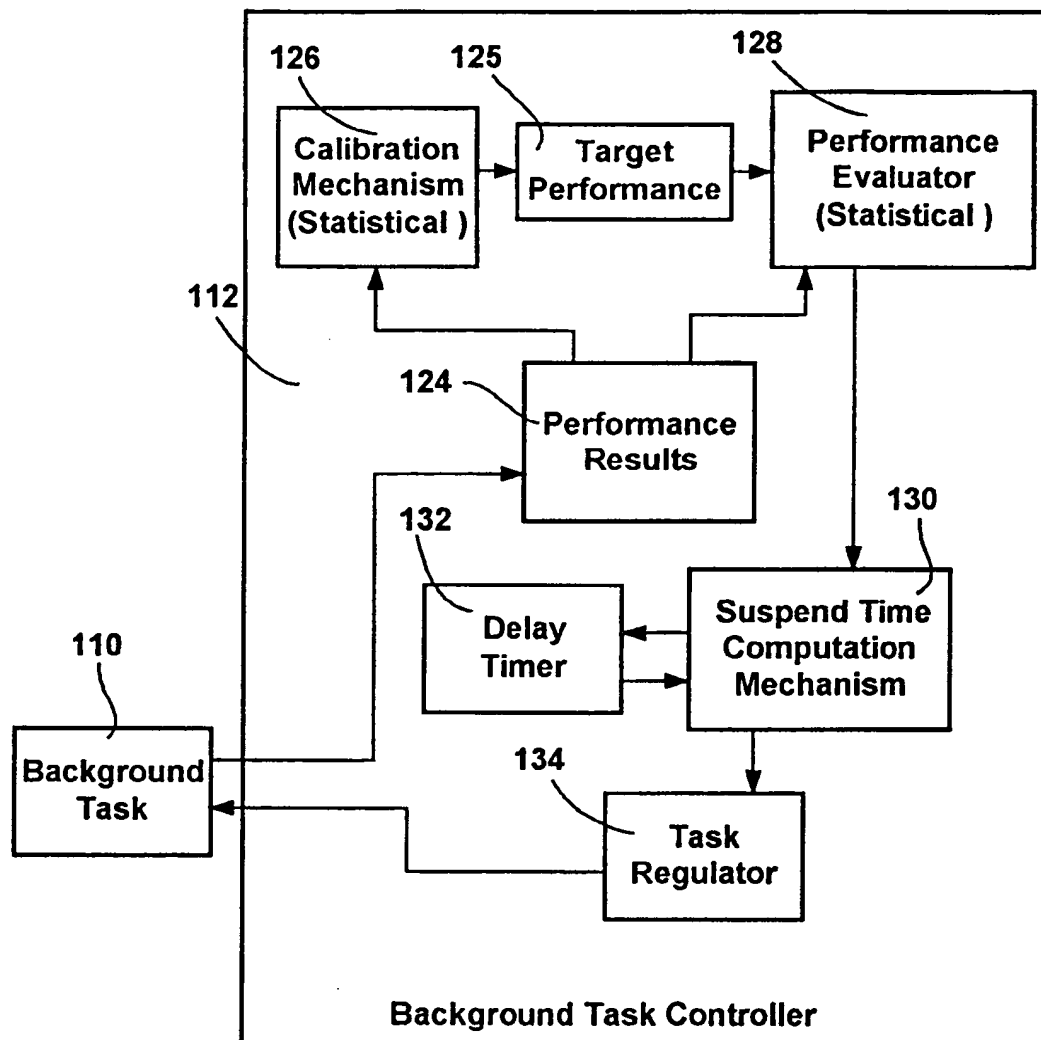 126
125
128
Calibration
Mechanism
(Statistical )
Target
Performance
Performance
Evaluator
(Statistical )
112
124
Performance
Results
132
130
Delay
Timer
Suspend Time
Computation
Mechanism
110
Background
Task
134
Task
Regulator
Background Task Controller